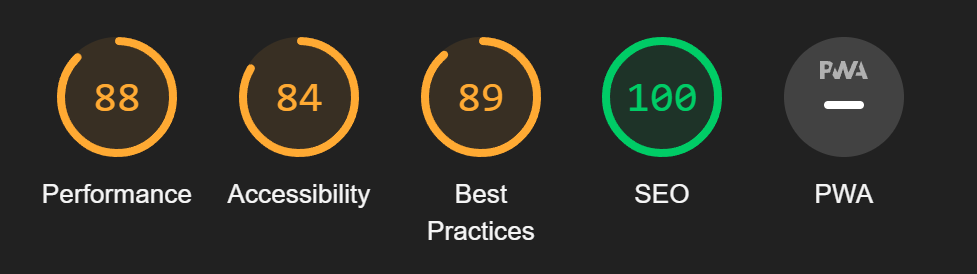 88 84 89 100 PWA
Performance Accessibility Best SEO PWA
Practices